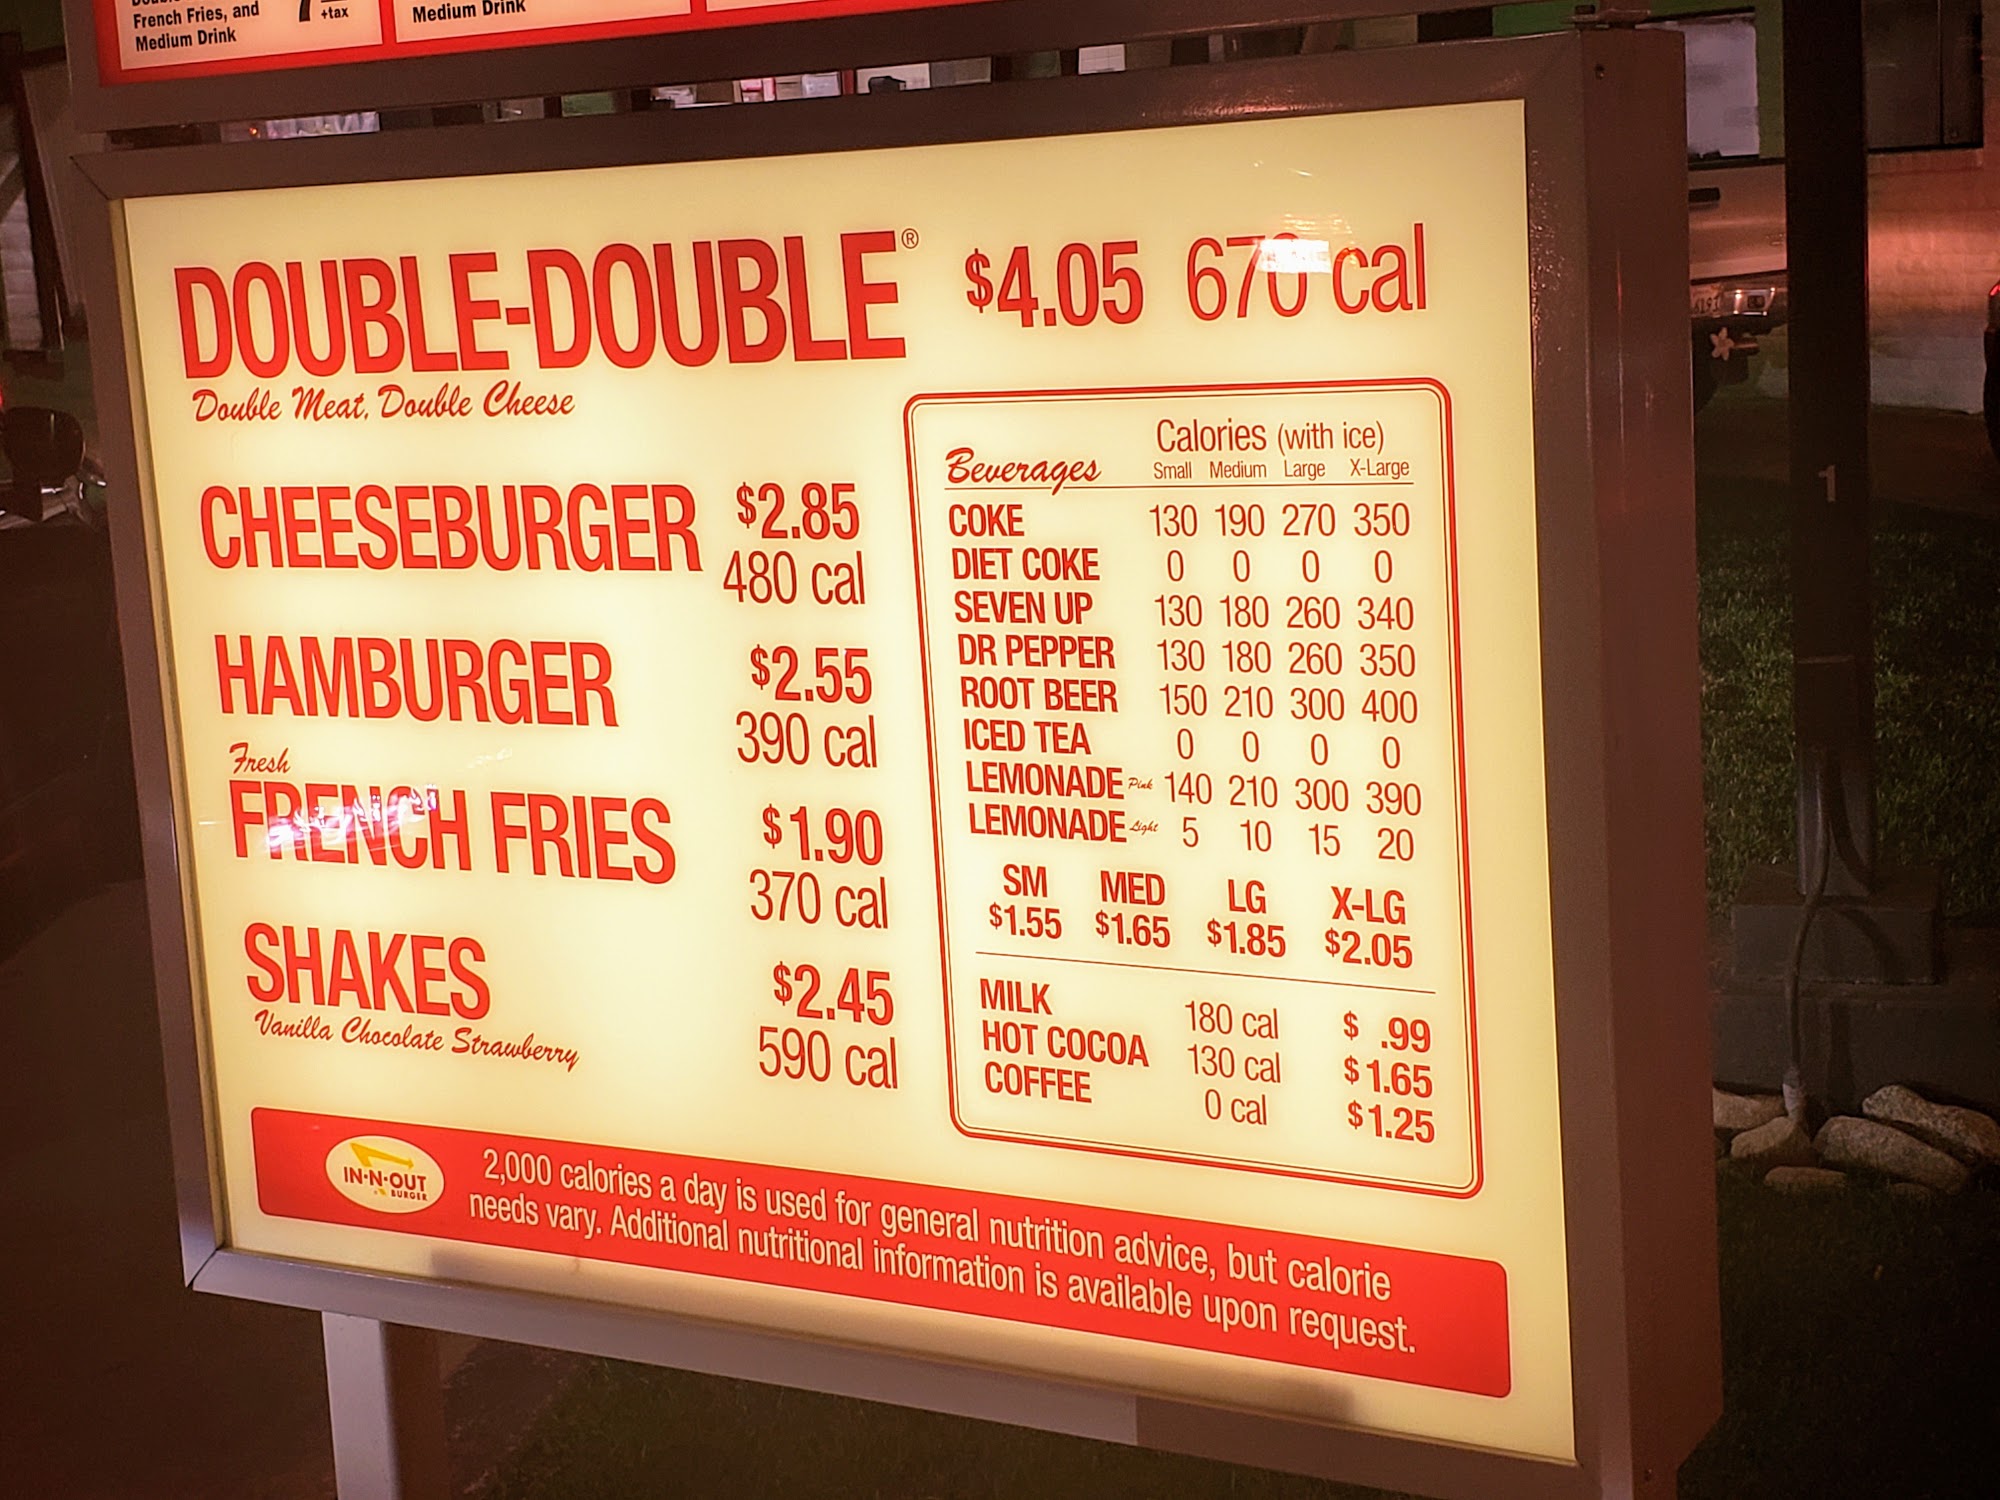 French Fries, and
Medium Drink
+tax
Medium Drink
DOUBLE-DOUBLE® $4.05 670 cal
Double Meat, Double Cheese
CHEESEBURGER $2.85
480 cal
HAMBURGER $2.55
390 cal
Fresh
FRENCH FRIES $1.90
370 cal
SHAKES $2.45
Vanilla Chocolate Strawberry 590 cal
Calories (with ice)
Beverages Small Medium Large X-Large
COKE 130 190 270 350
DIET COKE 0 0 0 0
SEVEN UP 130 180 260 340
DR PEPPER 130 180 260 350
ROOT BEER 150 210 300 400
ICED TEA 0 0 0 0
LEMONADE Pink 140 210 300 390
LEMONADE Light 5 10 15 20
SM MED LG X-LG
$1.55 $1.65 $1.85 $2.05
MILK 180 cal $ .99
HOT COCOA 130 cal $1.65
COFFEE 0 cal $1.25
IN-N-OUT
BURGER
2,000 calories a day is used for general nutrition advice, but calorie
needs vary. Additional nutritional information is available upon request.
1